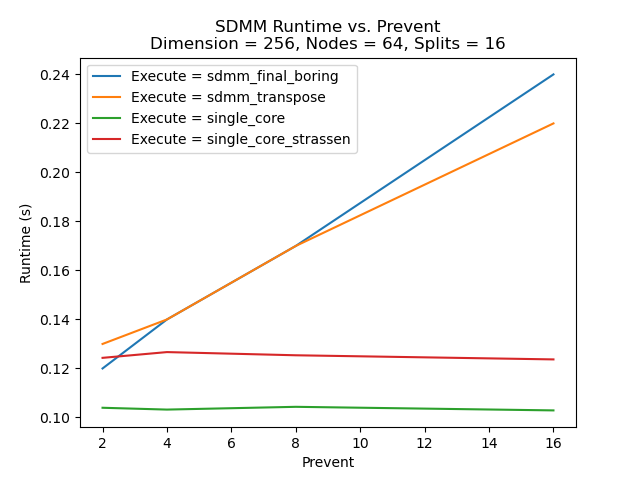 SDMM Runtime vs. Prevent
Dimension = 256, Nodes = 64, Splits = 16
Execute = sdmm_final_boring
Execute = sdmm_transpose
Execute = single_core
Execute = single_core_strassen
Runtime (s)
0.24
0.22
0.20
0.18
0.16
0.14
0.12
0.10
2 4 6 8 10 12 14 16
Prevent